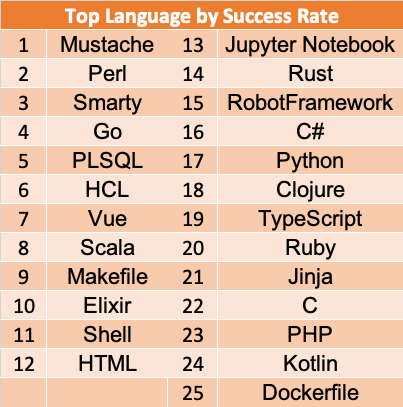 Top Language by Success Rate
1 Mustache 13 Jupyter Notebook
2 Perl 14 Rust
3 Smarty 15 RobotFramework
4 Go 16 C#
5 PLSQL 17 Python
6 HCL 18 Clojure
7 Vue 19 TypeScript
8 Scala 20 Ruby
9 Makefile 21 Jinja
10 Elixir 22 C
11 Shell 23 PHP
12 HTML 24 Kotlin
25 Dockerfile